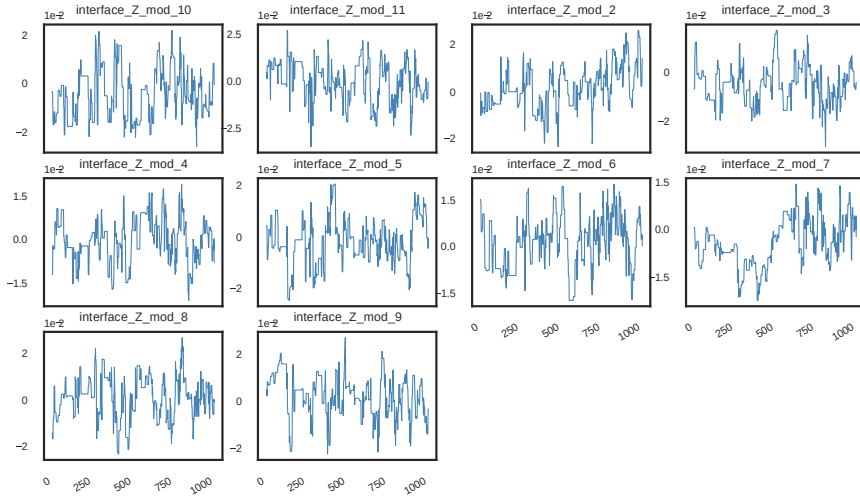 interface_Z_mod_10
interface_Z_mod_11
interface_Z_mod_2
interface_Z_mod_3
1e-2
1e-2
1e-2
1e-2
2
0
−2
2.5
0.0
−2.5
2
0
−2
0
−2
interface_Z_mod_4
interface_Z_mod_5
interface_Z_mod_6
interface_Z_mod_7
1e-2
1e-2
1e-2
1e-2
1.5
0.0
−1.5
2
0
−2
1.5
0.0
−1.5
1.5
0.0
−1.5
0
250
500
750
1000
0
250
500
750
1000
interface_Z_mod_8
interface_Z_mod_9
1e-2
1e-2
2
0
−2
2
0
−2
0
250
500
750
1000
0
250
500
750
1000